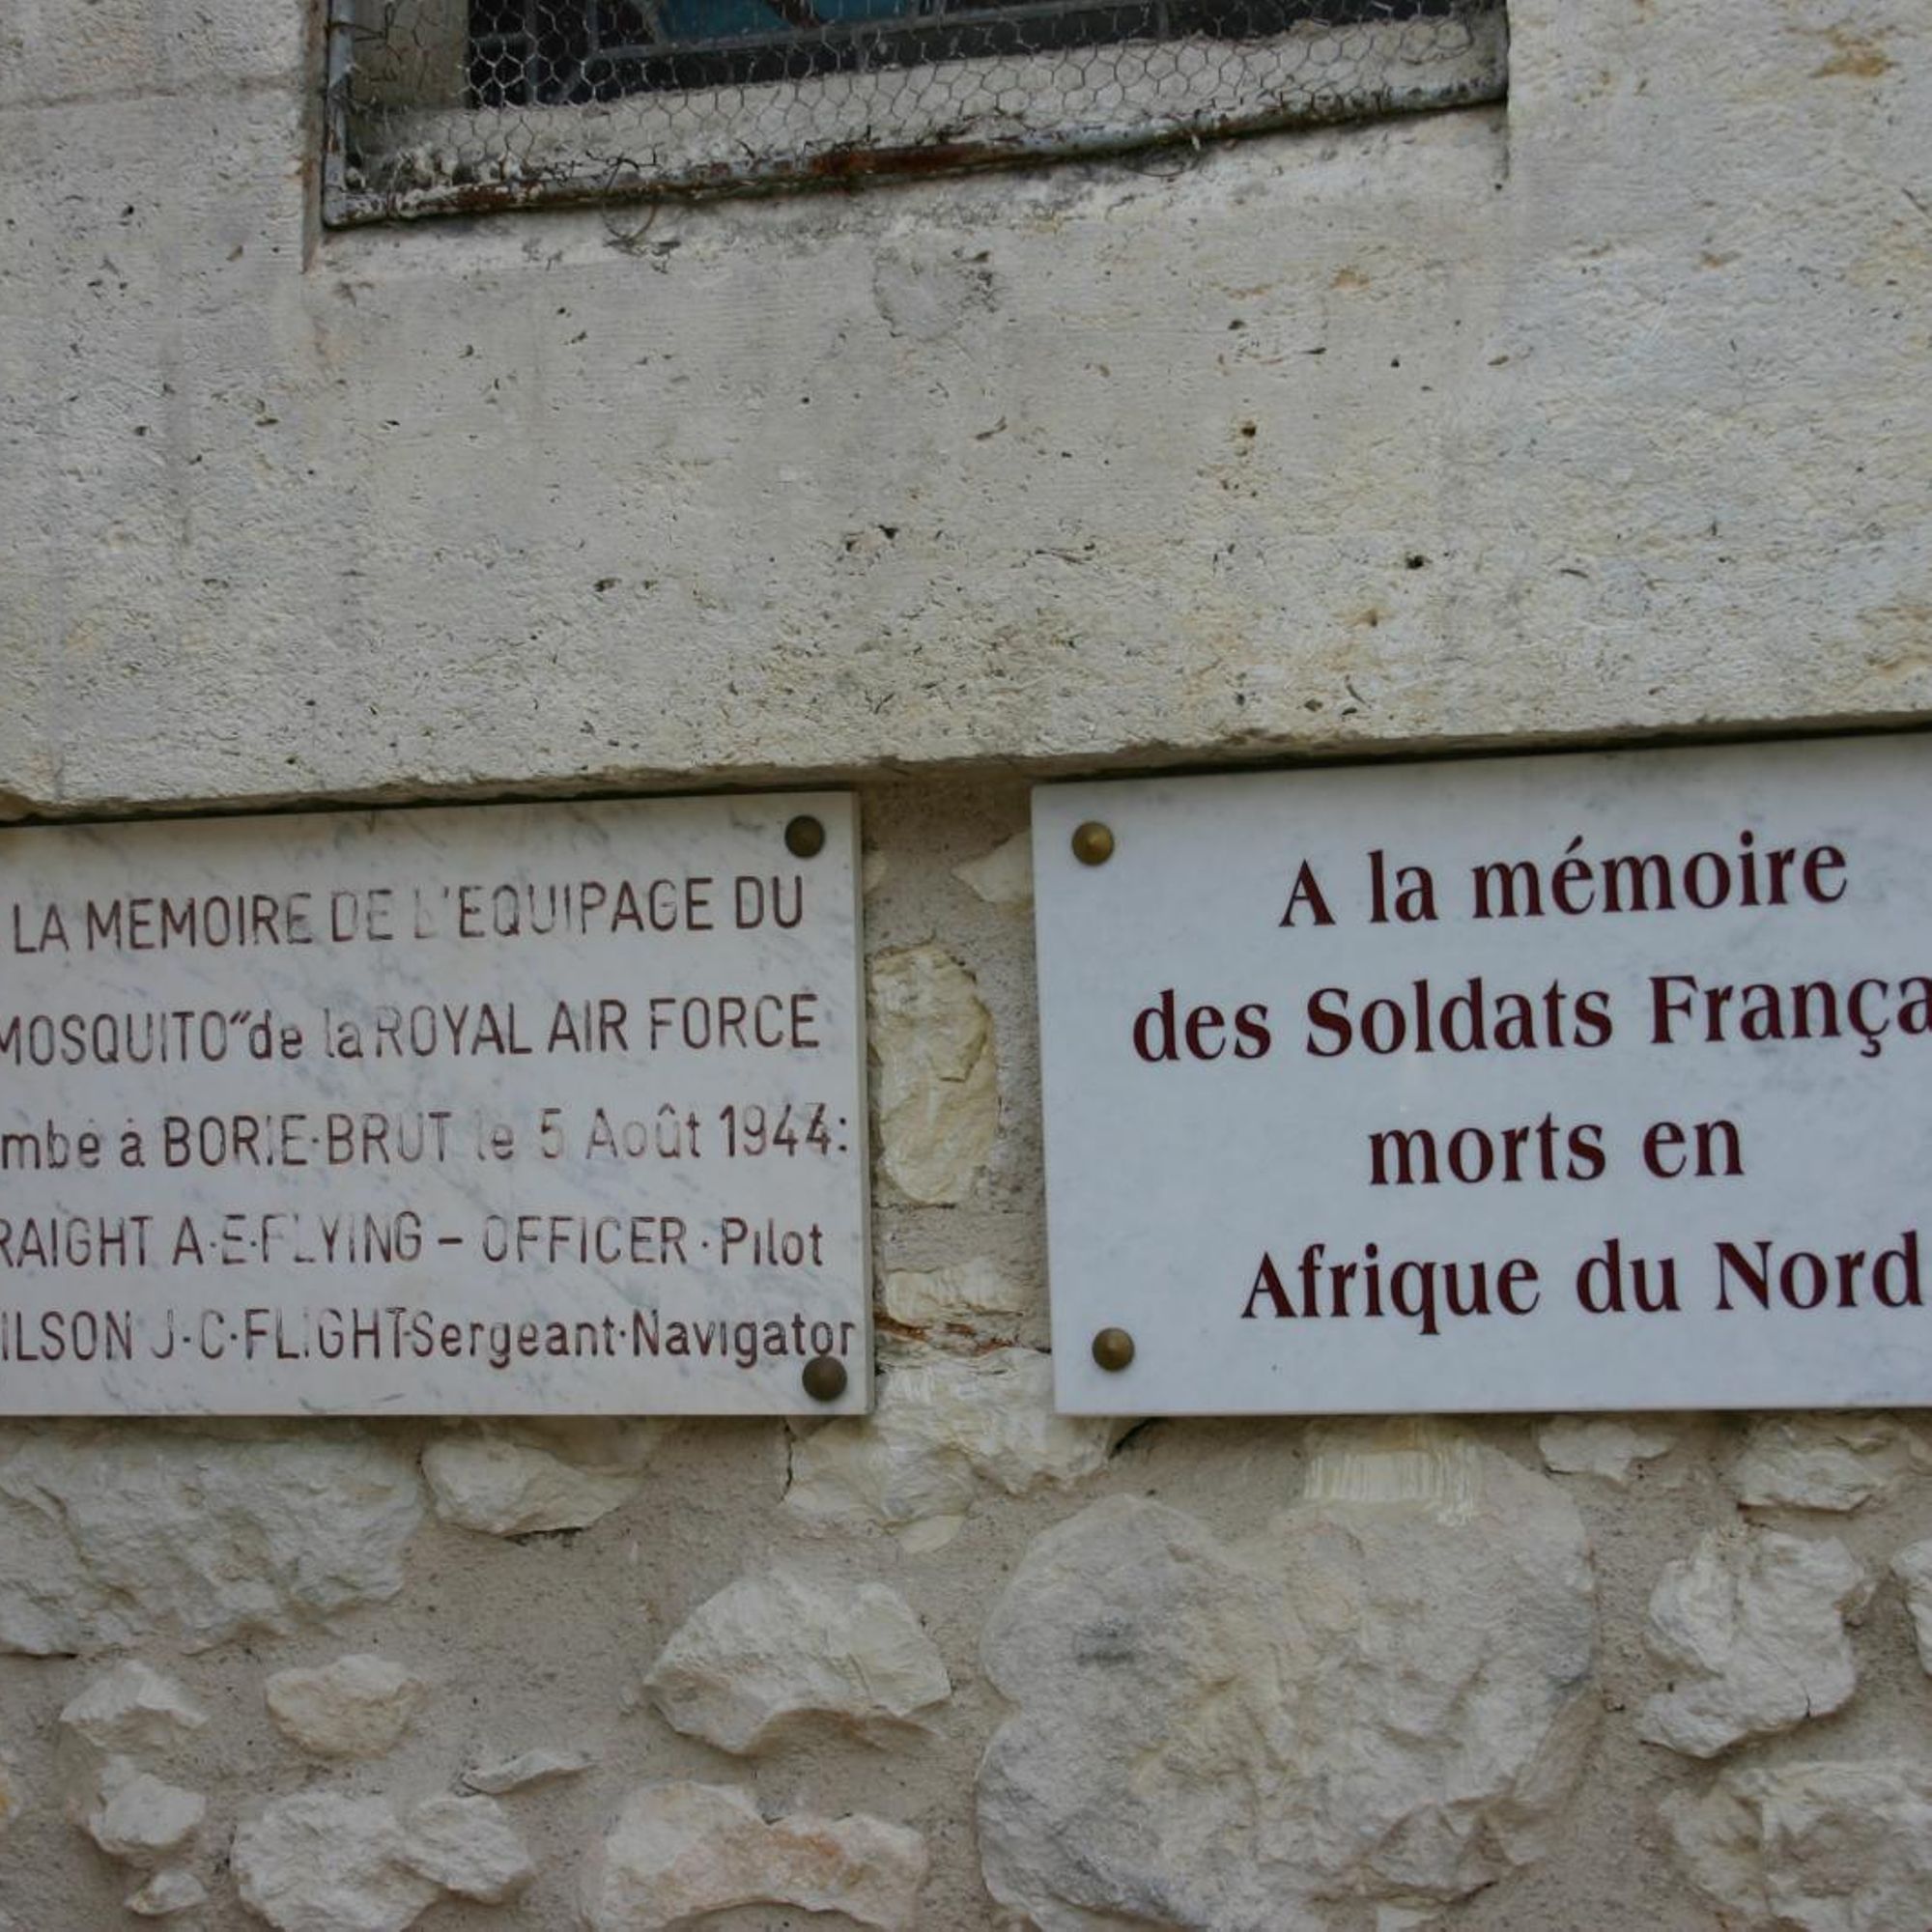 LA MEMOIRE DE L'EQUIPAGE DU
MOSQUITO" de la ROYAL AIR FORCE
mbé à BORIE-BRUT le 5 Août 1944:
RAIGHT A·E·FLYING – OFFICER · Pilot
ILSON J·C·FLIGHT·Sergeant·Navigator
A la mémoire
des Soldats França
morts en
Afrique du Nord